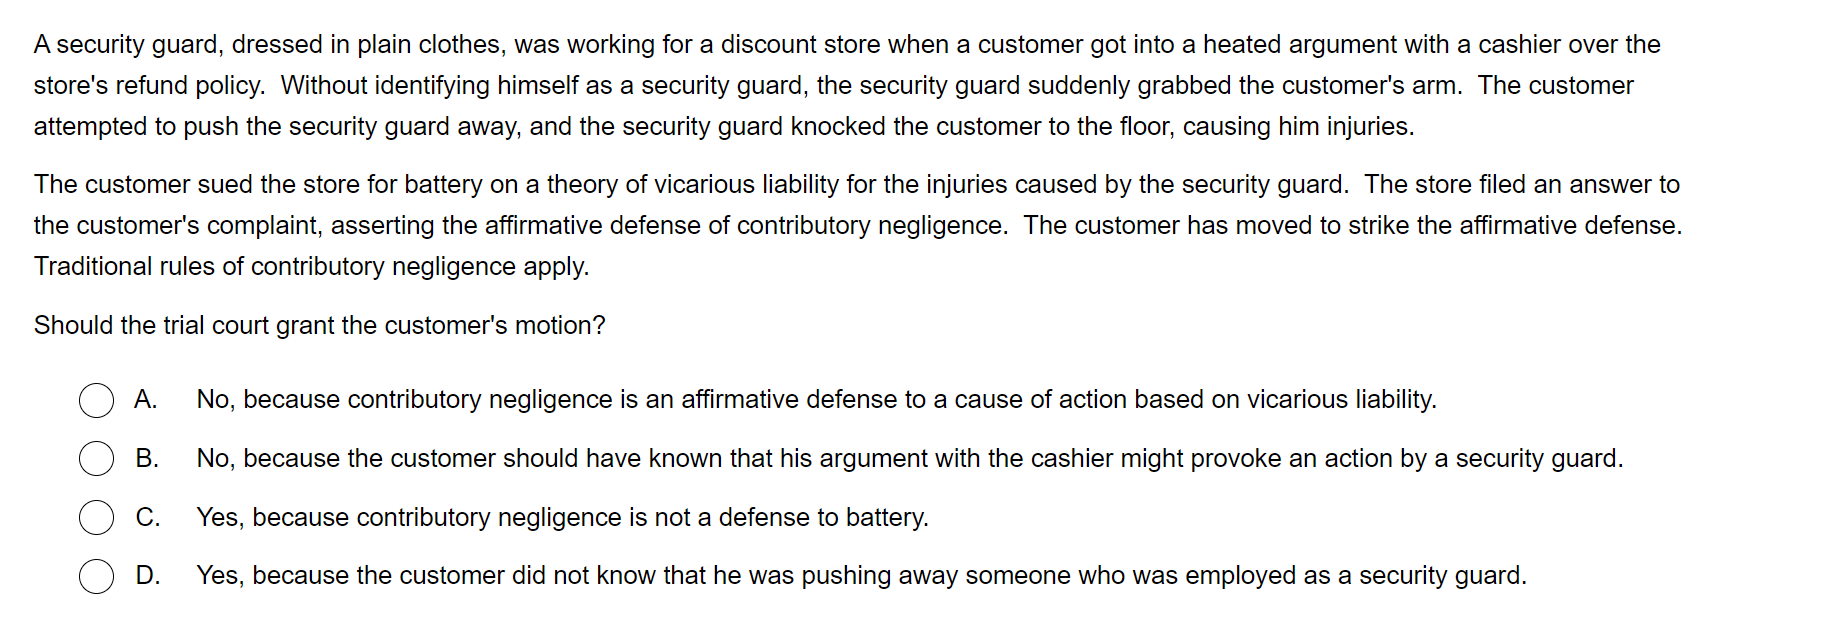 A security guard, dressed in plain clothes, was working for a discount store when a customer got into a heated argument with a cashier over the
store's refund policy.  Without identifying himself as a security guard, the security guard suddenly grabbed the customer's arm.  The customer
attempted to push the security guard away, and the security guard knocked the customer to the floor, causing him injuries.
The customer sued the store for battery on a theory of vicarious liability for the injuries caused by the security guard.  The store filed an answer to
the customer's complaint, asserting the affirmative defense of contributory negligence.  The customer has moved to strike the affirmative defense.
Traditional rules of contributory negligence apply.
Should the trial court grant the customer's motion?
A. No, because contributory negligence is an affirmative defense to a cause of action based on vicarious liability.
B. No, because the customer should have known that his argument with the cashier might provoke an action by a security guard.
C. Yes, because contributory negligence is not a defense to battery.
D. Yes, because the customer did not know that he was pushing away someone who was employed as a security guard.